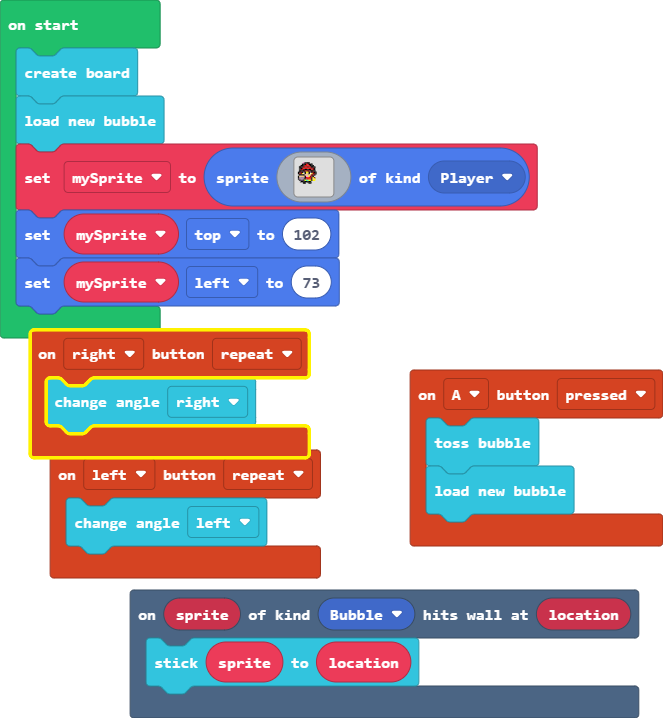 on start
create board
load new bubble
set mySprite to sprite of kind Player
set mySprite top to 102
set mySprite left to 73
on right button repeat
change angle right
on A button pressed
toss bubble
load new bubble
on left button repeat
change angle left
on sprite of kind Bubble hits wall at location
stick sprite to location